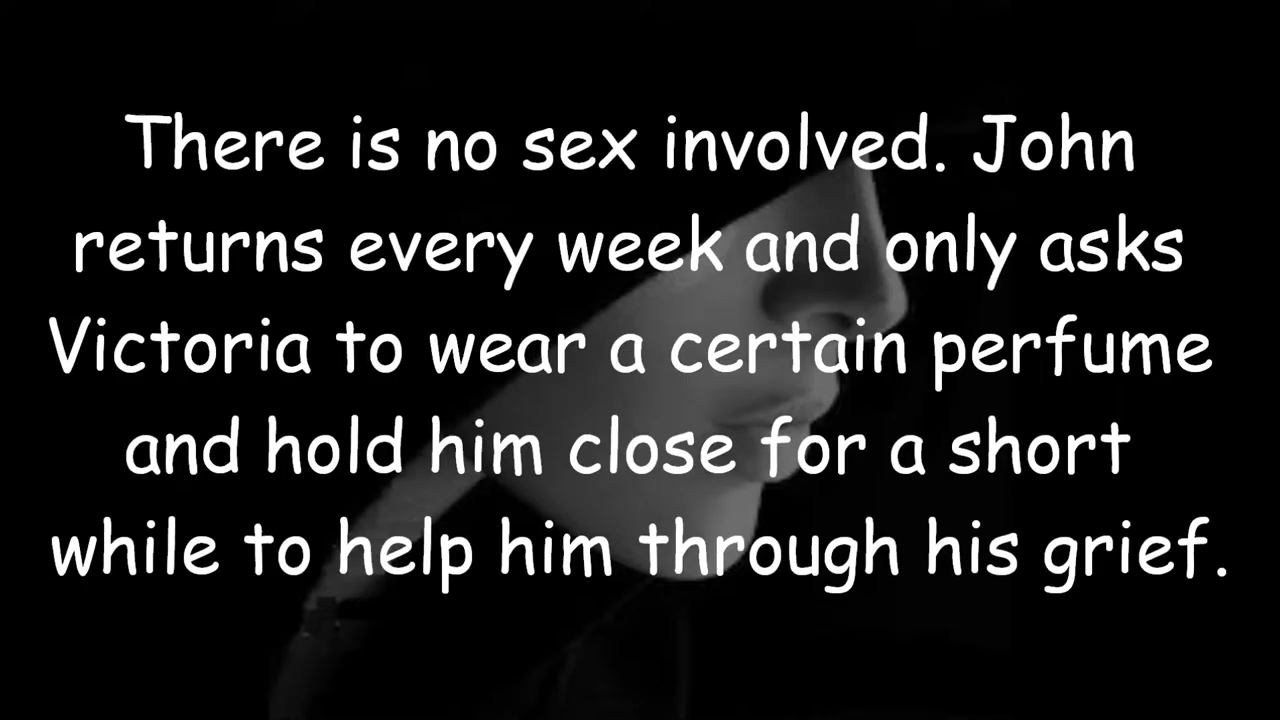 There is no sex involved. John
returns every week and only asks
Victoria to wear a certain perfume
and hold him close for a short
while to help him through his grief.